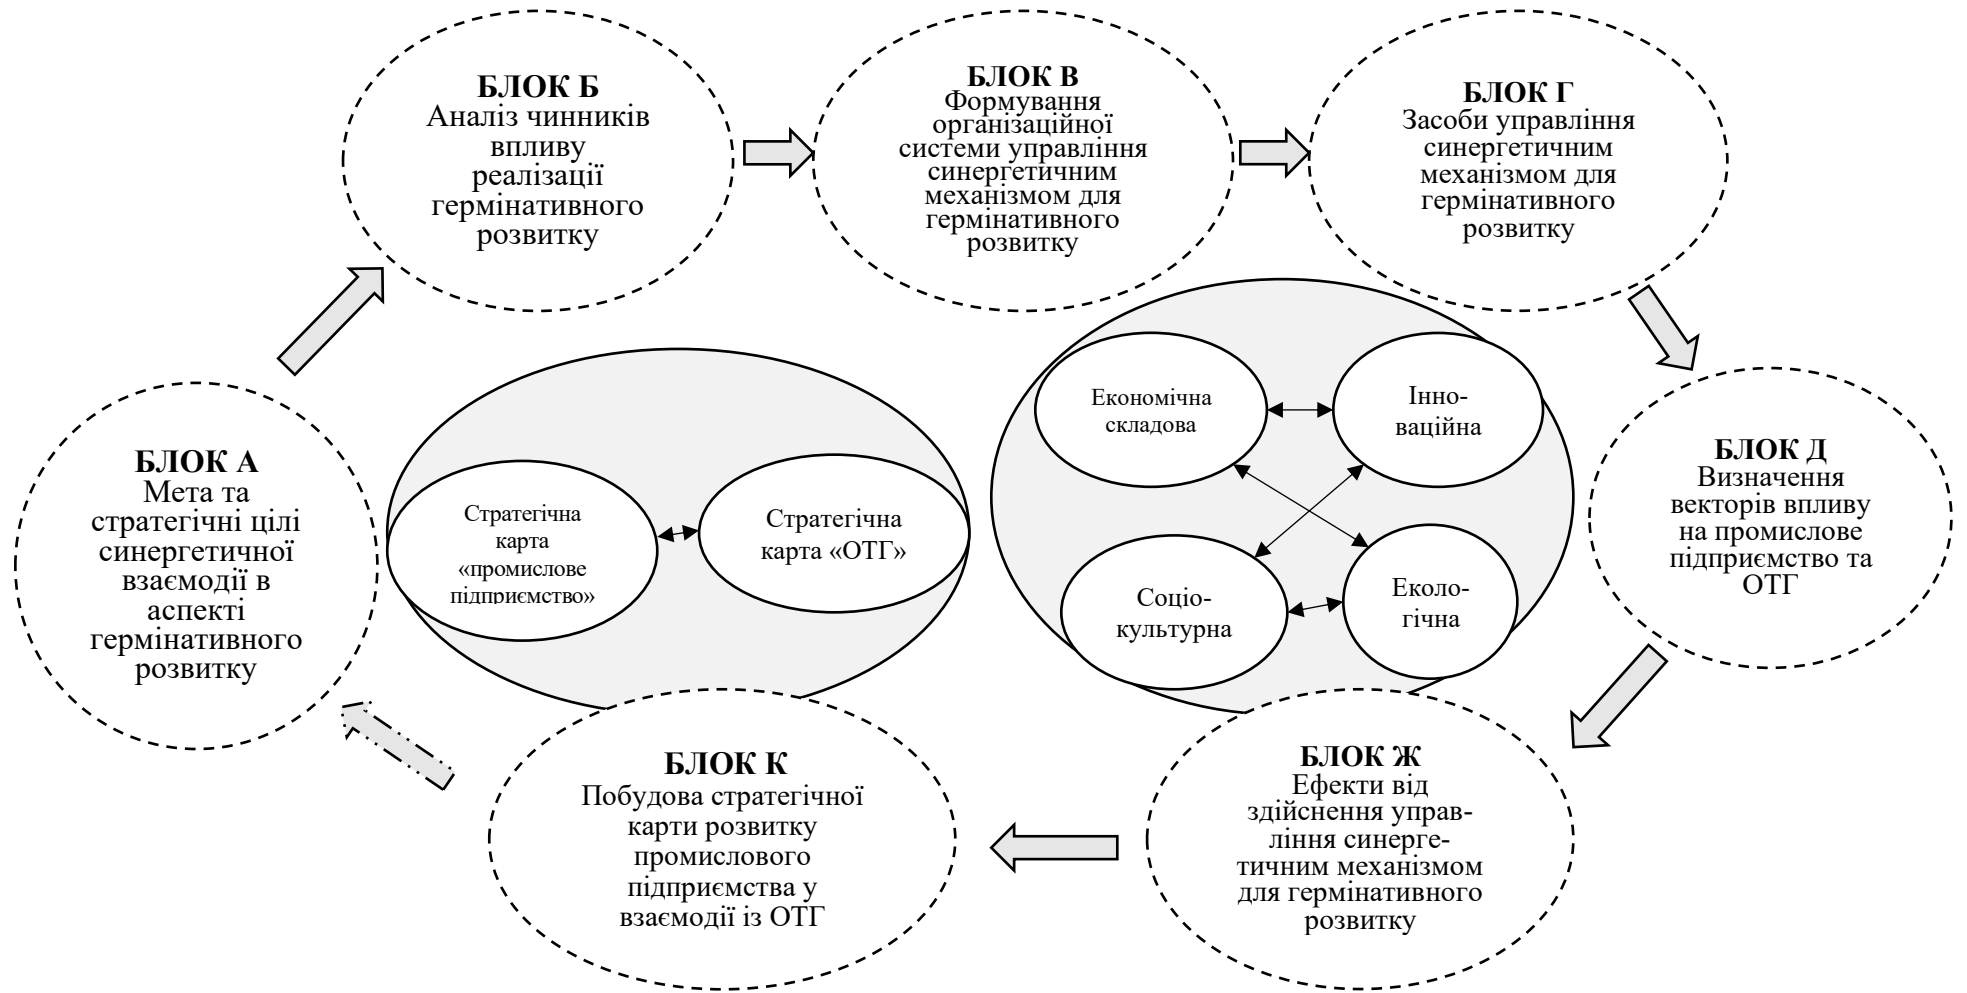 БЛОК Б
Аналіз чинників
впливу
реалізації
гермінативного
розвитку
БЛОК В
Формування
організаційної
системи управління
синергетичним
механізмом для
гермінативного
розвитку
БЛОК Г
Засоби управління
синергетичним
механізмом для
гермінативного
розвитку
БЛОК А
Мета та
стратегічні цілі
синергетичної
взаємодії в
аспекті
гермінативного
розвитку
Стратегічна
карта
«промислове
підприємство»
Стратегічна
карта «ОТГ»
Економічна
складова
Інно-
ваційна
Соціо-
культурна
Еколо-
гічна
БЛОК Д
Визначення
векторів впливу
на промислове
підприємство та
ОТГ
БЛОК К
Побудова стратегічної
карти розвитку
промислового
підприємства у
взаємодії із ОТГ
БЛОК Ж
Ефекти від
здійснення управ-
ління синерге-
тичним механізмом
для гермінативного
розвитку